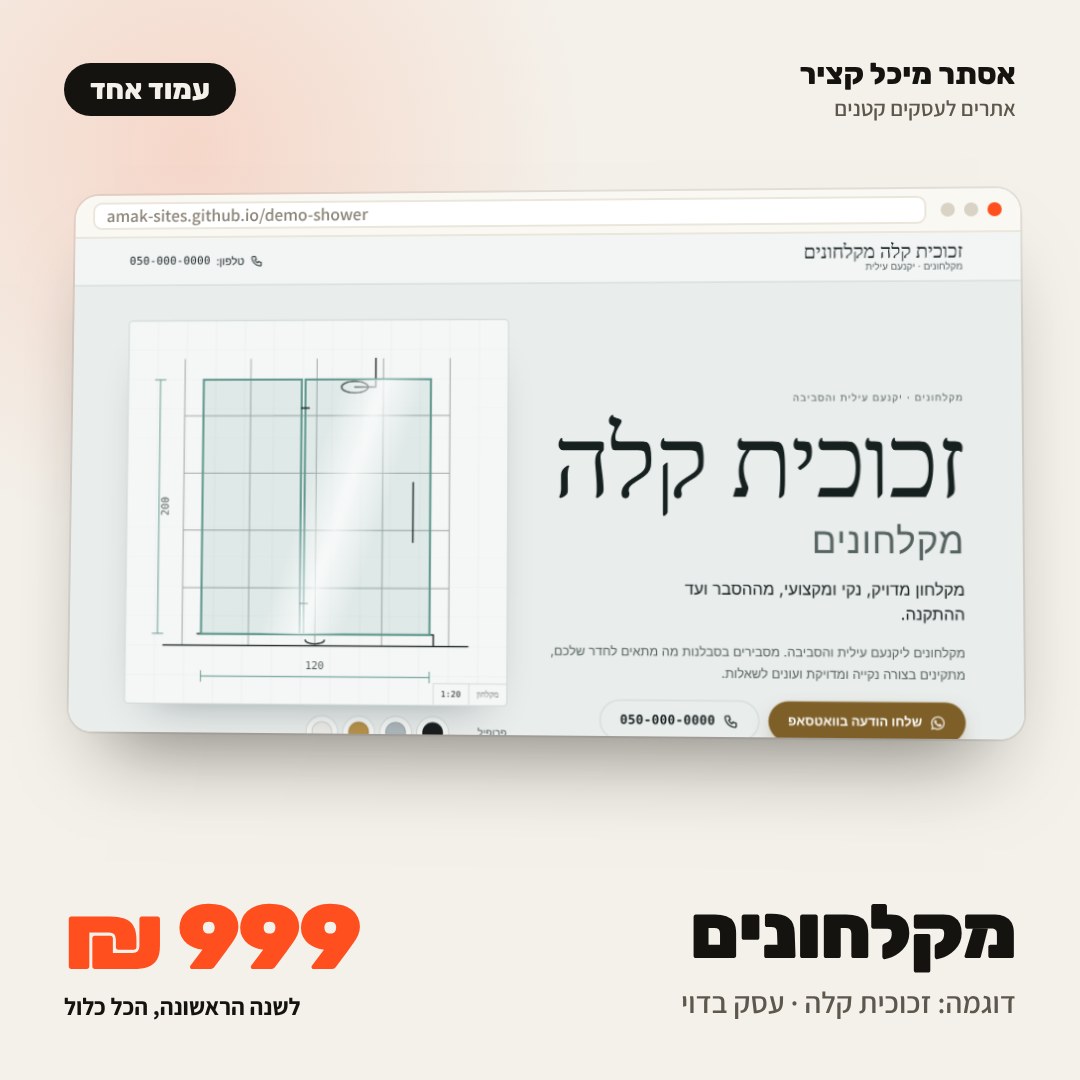 אסתר מיכל קציר
אתרים לעסקים קטנים
עמוד אחד
amak-sites.github.io/demo-shower
זכוכית קלה מקלחונים
מקלחונים · יקנעם עילית
טלפון: 050-000-0000
מקלחונים · יקנעם עילית והסביבה
זכוכית קלה
מקלחונים
מקלחון מדויק, נקי ומקצועי, מההסבר ועד
ההתקנה.
מקלחונים ליקנעם עילית והסביבה. מסבירים בסבלנות מה מתאים לחדר שלכם,
מתקינים בצורה נקייה ומדויקת ועונים לשאלות.
שלחו הודעה בוואטסאפ
050-000-0000
200
120
מקלחון 1:20
פרופיל
מקלחונים
דוגמה: זכוכית קלה · עסק בדוי
999 ₪
לשנה הראשונה, הכל כלול